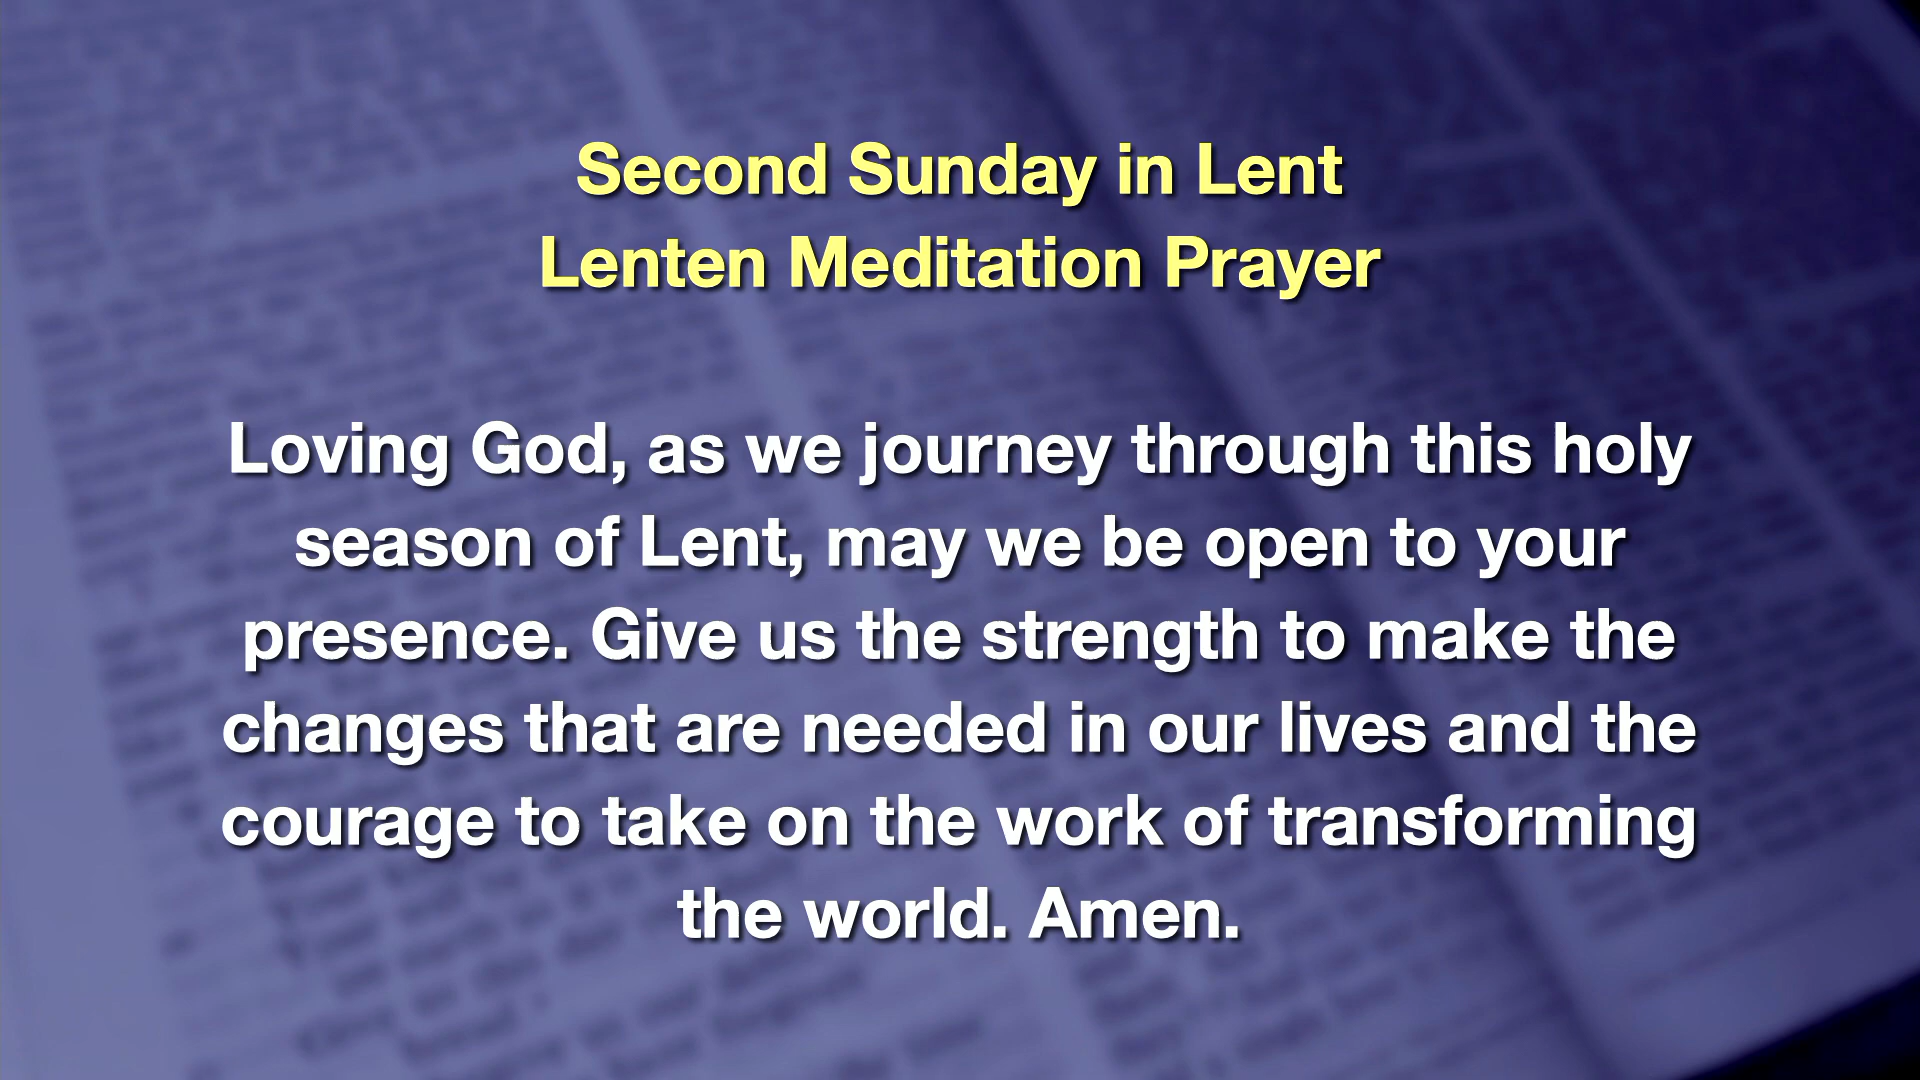 Second Sunday in Lent
Lenten Meditation Prayer
Loving God, as we journey through this holy
season of Lent, may we be open to your
presence. Give us the strength to make the
changes that are needed in our lives and the
courage to take on the work of transforming
the world. Amen.